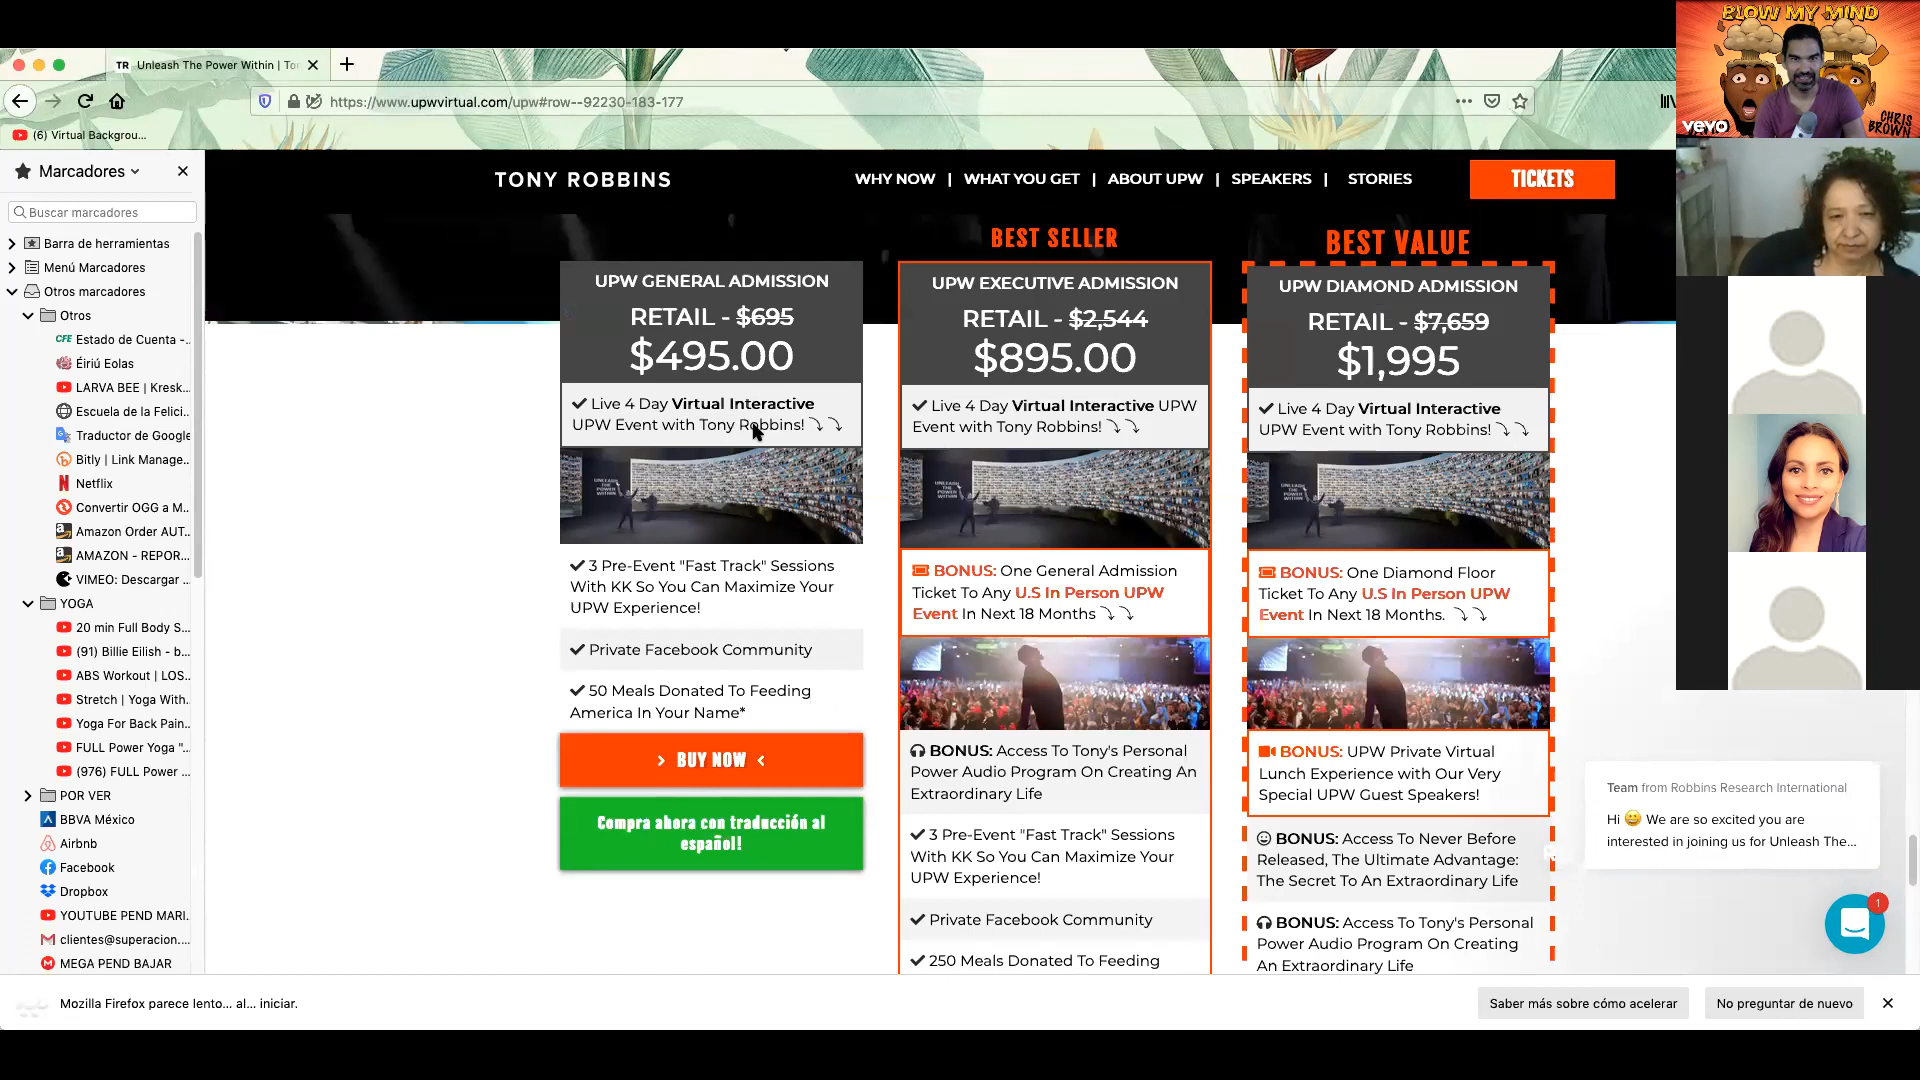 TR Unleash The Power Within | To
https://www.upwvirtual.com/upw#row--92230-183-177
(6) Virtual Backgrou...
Marcadores
Buscar marcadores
Barra de herramientas
Menú Marcadores
Otros marcadores
Otros
CFE Estado de Cuenta -..
Éiriú Eolas
LARVA BEE | Kresk...
Escuela de la Felici..
Traductor de Google
Bitly | Link Manage..
Netflix
Convertir OGG a M...
Amazon Order AUT...
AMAZON - REPOR...
VIMEO: Descargar ...
YOGA
20 min Full Body S...
(91) Billie Eilish - b...
ABS Workout | LOS...
Stretch | Yoga With..
Yoga For Back Pain..
FULL Power Yoga "..
(976) FULL Power ...
POR VER
BBVA México
Airbnb
Facebook
Dropbox
YOUTUBE PEND MARI.
clientes@superacion....
MEGA PEND BAJAR
TONY ROBBINS
WHY NOW | WHAT YOU GET | ABOUT UPW | SPEAKERS | STORIES
TICKETS
UPW GENERAL ADMISSION
RETAIL - $695
$495.00
Live 4 Day Virtual Interactive
UPW Event with Tony Robbins!
UNLEASH
THE
POWER
WITHIN
3 Pre-Event "Fast Track" Sessions
With KK So You Can Maximize Your
UPW Experience!
Private Facebook Community
50 Meals Donated To Feeding
America In Your Name*
> BUY NOW <
Compra ahora con traducción al
español!
BEST SELLER
UPW EXECUTIVE ADMISSION
RETAIL - $2,544
$895.00
Live 4 Day Virtual Interactive UPW
Event with Tony Robbins!
UNLEASH
THE
POWER
WITHIN
BONUS: One General Admission
Ticket To Any U.S In Person UPW
Event In Next 18 Months
BONUS: Access To Tony's Personal
Power Audio Program On Creating An
Extraordinary Life
3 Pre-Event "Fast Track" Sessions
With KK So You Can Maximize Your
UPW Experience!
Private Facebook Community
250 Meals Donated To Feeding
BEST VALUE
UPW DIAMOND ADMISSION
RETAIL - $7,659
$1,995
Live 4 Day Virtual Interactive
UPW Event with Tony Robbins!
UNLEASH
THE
POWER
WITHIN
BONUS: One Diamond Floor
Ticket To Any U.S In Person UPW
Event In Next 18 Months.
BONUS: UPW Private Virtual
Lunch Experience with Our Very
Special UPW Guest Speakers!
BONUS: Access To Never Before
Released, The Ultimate Advantage:
The Secret To An Extraordinary Life
BONUS: Access To Tony's Personal
Power Audio Program On Creating
An Extraordinary Life
BLOW MY MIND
vevo
CHRIS
BROWN
Team from Robbins Research International
Hi 😀 We are so excited you are
interested in joining us for Unleash The...
1
Mozilla Firefox parece lento... al... iniciar.
Saber más sobre cómo acelerar
No preguntar de nuevo